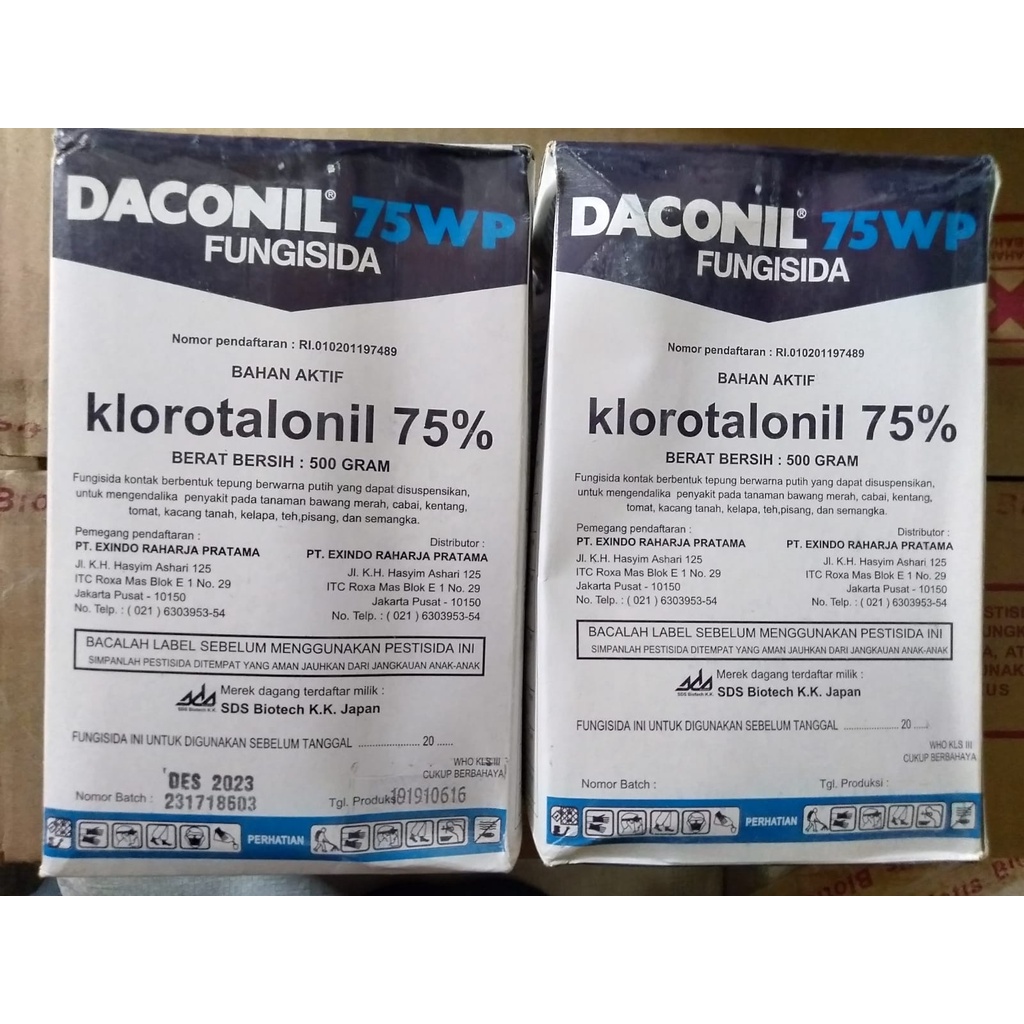 DACONIL® 75WP
FUNGISIDA
Nomor pendaftaran : RI.010201197489
BAHAN AKTIF
klorotalonil 75%
BERAT BERSIH : 500 GRAM
Fungisida kontak berbentuk tepung berwarna putih yang dapat disuspensikan,
untuk mengendalika penyakit pada tanaman bawang merah, cabai, kentang,
tomat, kacang tanah, kelapa, teh,pisang, dan semangka.
Pemegang pendaftaran :
PT. EXINDO RAHARJA PRATAMA
Jl. K.H. Hasyim Ashari 125
ITC Roxa Mas Blok E 1 No. 29
Jakarta Pusat - 10150
No. Telp. : ( 021 ) 6303953-54
Distributor :
PT. EXINDO RAHARJA PRATAMA
Jl. K.H. Hasyim Ashari 125
ITC Roxa Mas Blok E 1 No. 29
Jakarta Pusat - 10150
No. Telp. : ( 021 ) 6303953-54
BACALAH LABEL SEBELUM MENGGUNAKAN PESTISIDA INI
SIMPANLAH PESTISIDA DITEMPAT YANG AMAN JAUHKAN DARI JANGKAUAN ANAK-ANAK
sds
SDS Biotech K.K.
Merek dagang terdaftar milik :
SDS Biotech K.K. Japan
FUNGISIDA INI UNTUK DIGUNAKAN SEBELUM TANGGAL ..................... 20 ......
WHO KLS III
CUKUP BERBAHAYA
DES 2023
Nomor Batch : 231718603
Tgl. Produksi 191910616
PERHATIAN
DACONIL® 75WP
FUNGISIDA
Nomor pendaftaran : RI.010201197489
BAHAN AKTIF
klorotalonil 75%
BERAT BERSIH : 500 GRAM
Fungisida kontak berbentuk tepung berwarna putih yang dapat disuspensikan,
untuk mengendalika penyakit pada tanaman bawang merah, cabai, kentang,
tomat, kacang tanah, kelapa, teh,pisang, dan semangka.
Pemegang pendaftaran :
PT. EXINDO RAHARJA PRATAMA
Jl. K.H. Hasyim Ashari 125
ITC Roxa Mas Blok E 1 No. 29
Jakarta Pusat - 10150
No. Telp. : ( 021 ) 6303953-54
Distributor :
PT. EXINDO RAHARJA PRATAMA
Jl. K.H. Hasyim Ashari 125
ITC Roxa Mas Blok E 1 No. 29
Jakarta Pusat - 10150
No. Telp. : ( 021 ) 6303953-54
BACALAH LABEL SEBELUM MENGGUNAKAN PESTISIDA INI
SIMPANLAH PESTISIDA DITEMPAT YANG AMAN JAUHKAN DARI JANGKAUAN ANAK-ANAK
sds
SDS Biotech K.K.
Merek dagang terdaftar milik :
SDS Biotech K.K. Japan
FUNGISIDA INI UNTUK DIGUNAKAN SEBELUM TANGGAL ..................... 20 .....
WHO KLS III
CUKUP BERBAHAYA
Nomor Batch :
Tgl. Produksi :
PERHATIAN